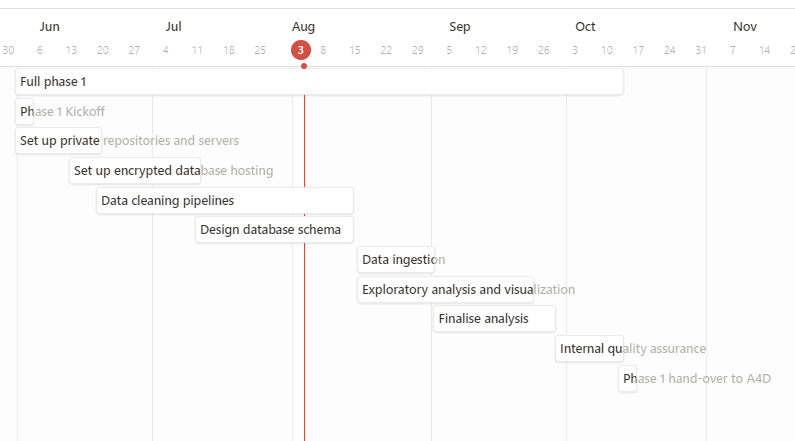 Jun Jul Aug Sep Oct Nov
30 6 13 20 27 4 11 18 25 3 8 15 22 29 5 12 19 26 3 10 17 24 31 7 14
Full phase 1
Phase 1 Kickoff
Set up private repositories and servers
Set up encrypted database hosting
Data cleaning pipelines
Design database schema
Data ingestion
Exploratory analysis and visualization
Finalise analysis
Internal quality assurance
Phase 1 hand-over to A4D